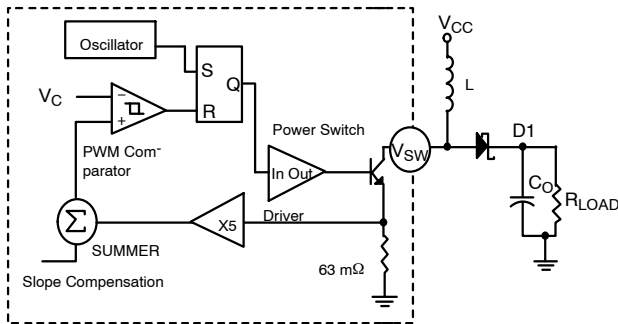 Oscillator
S
Q
R
V_C
−
+
PWM Com-
parator
Power Switch
In Out
Driver
X5
Σ
SUMMER
Slope Compensation
63 mΩ
V_SW
V_CC
L
D1
C_O
R_LOAD